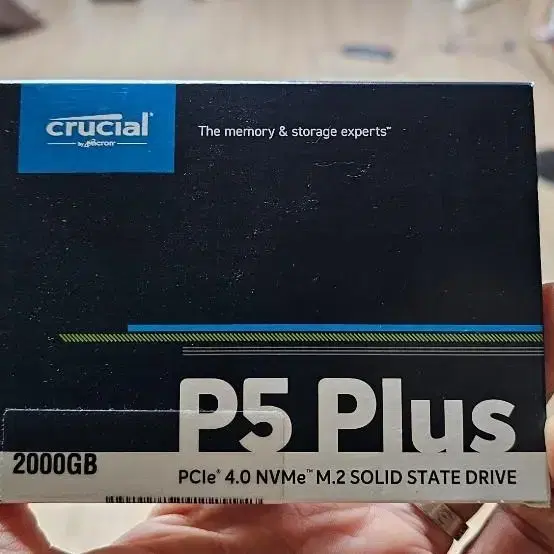 crucial
by Micron
The memory & storage experts™
P5 Plus
2000GB
PCIe® 4.0 NVMe™ M.2 SOLID STATE DRIVE